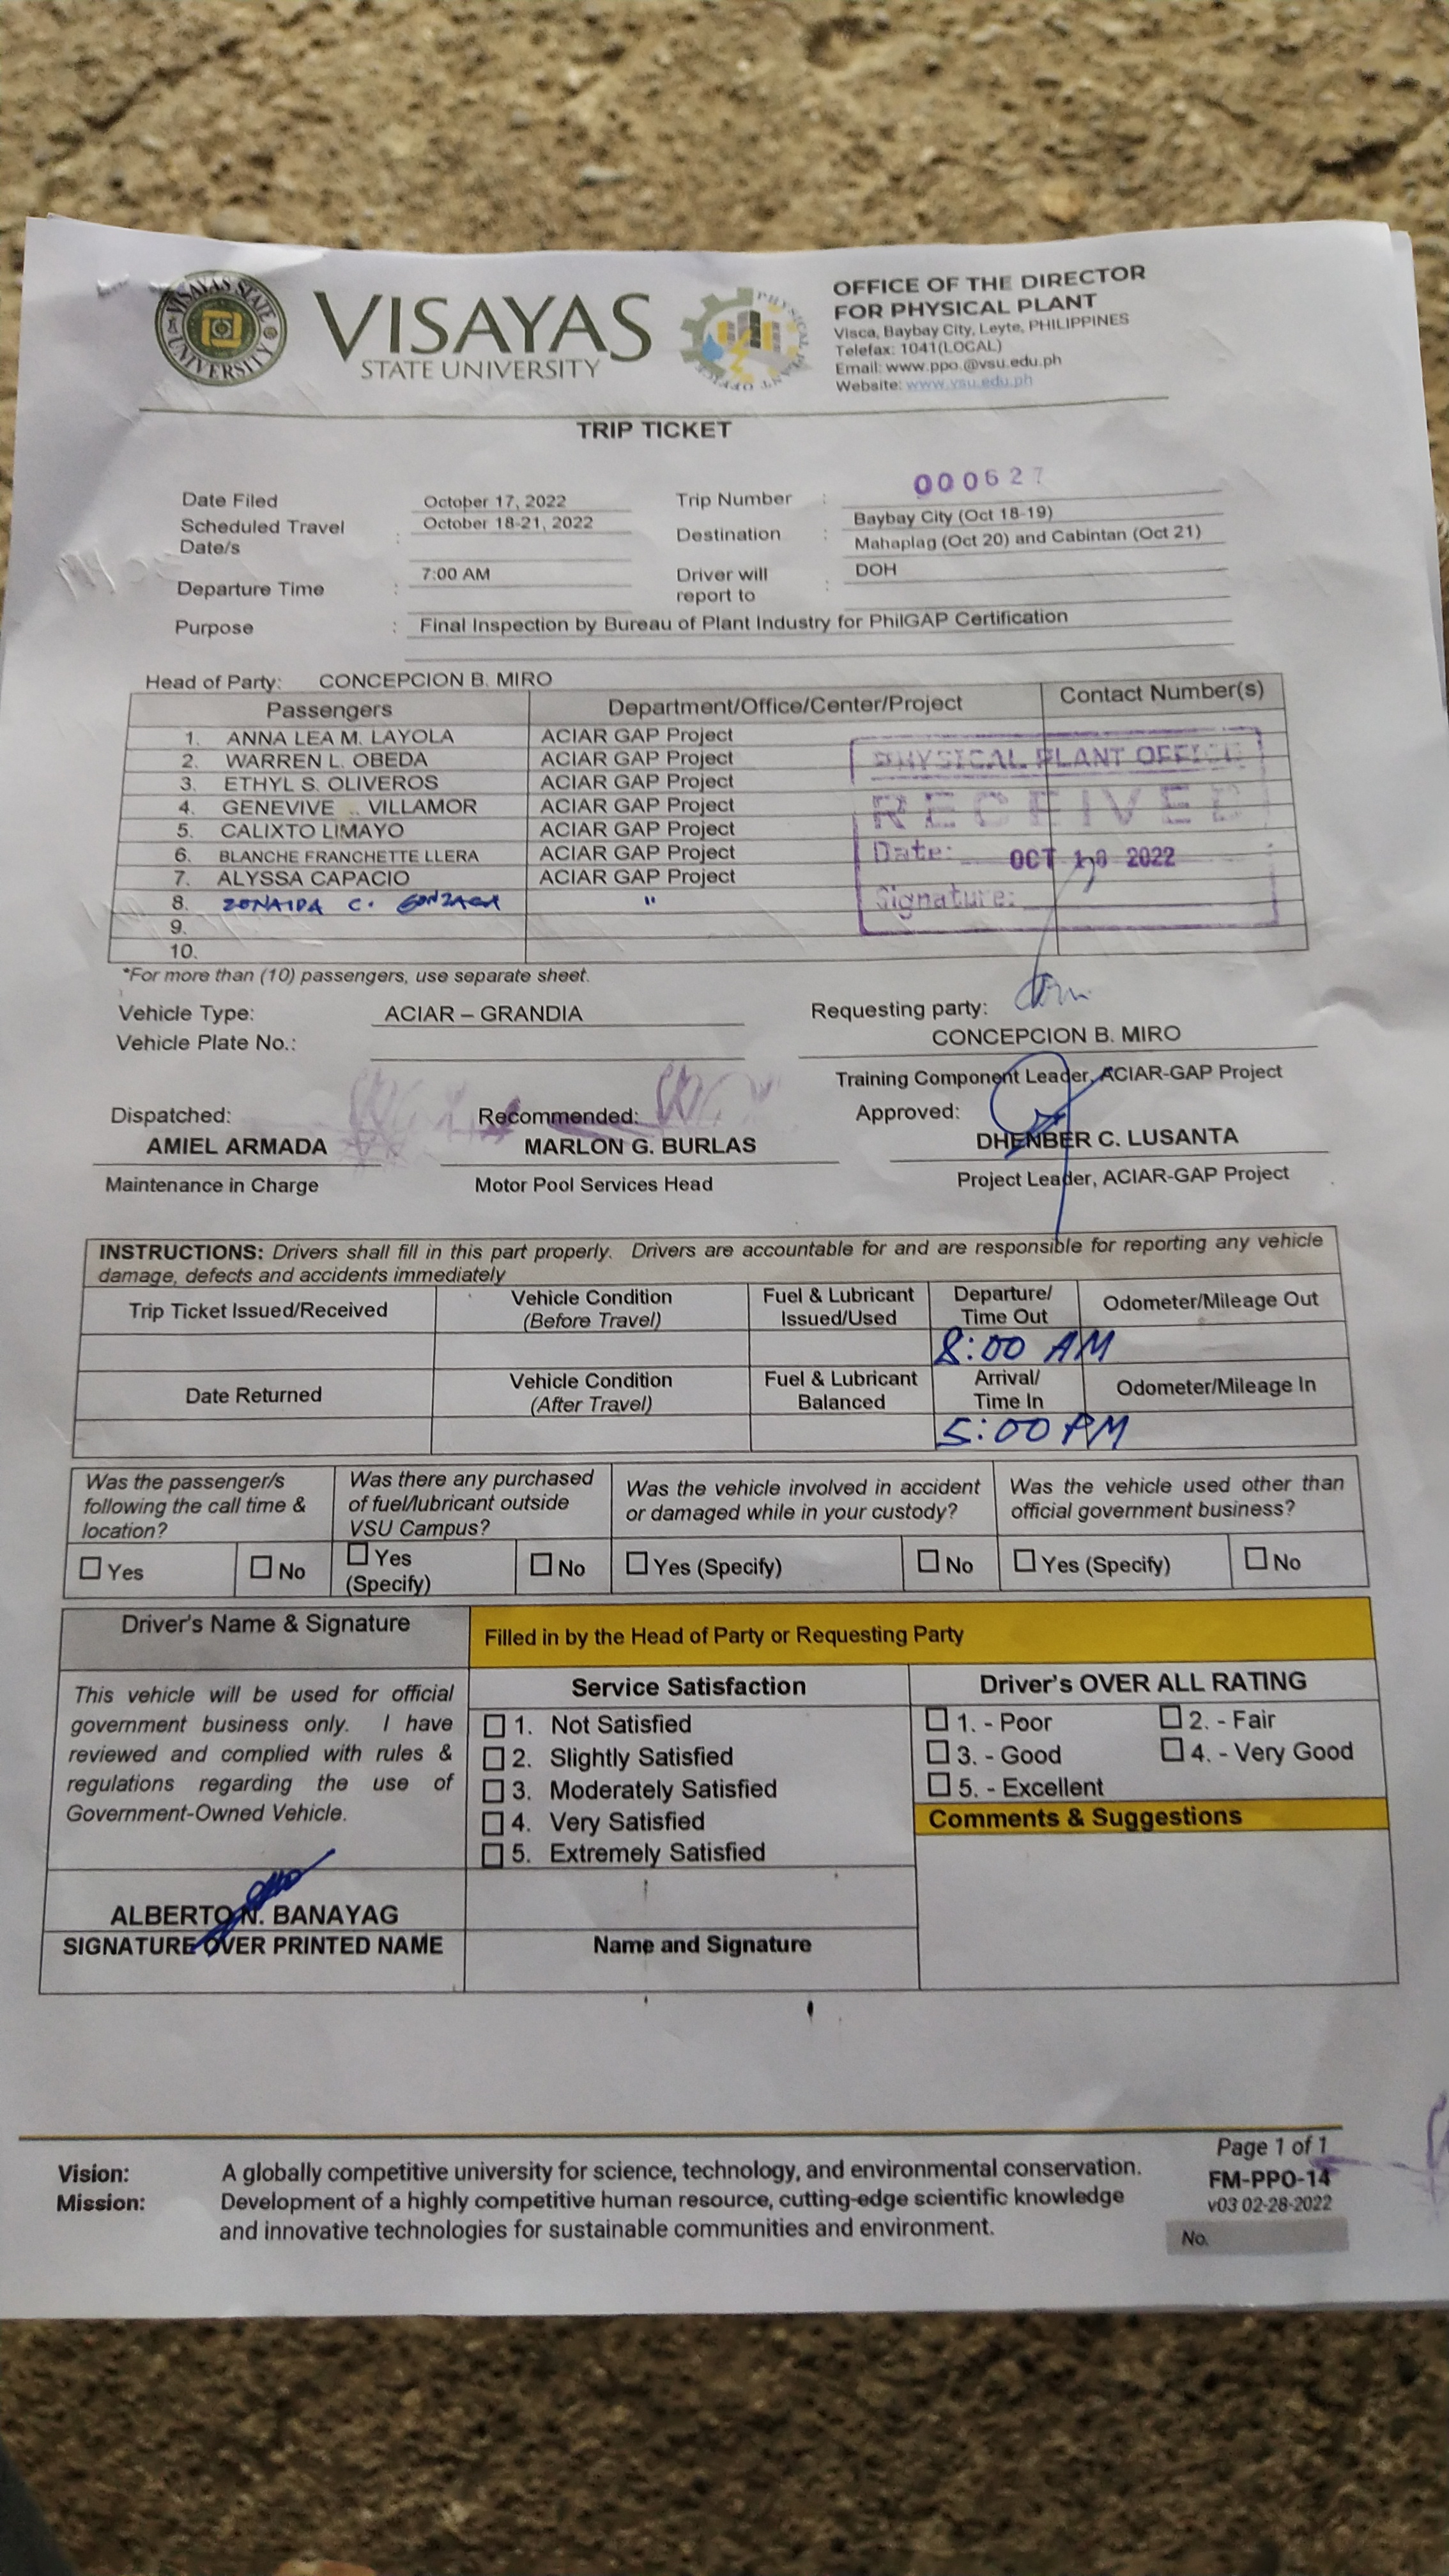 VISAYAS STATE UNIVERSITY
VISAYAS
STATE UNIVERSITY
PHYSICAL PLANT OFFICE
OFFICE OF THE DIRECTOR
FOR PHYSICAL PLANT
Visca, Baybay City, Leyte, PHILIPPINES
Telefax: 1041(LOCAL)
Email: www.ppo.@vsu.edu.ph
Website: www.vsu.edu.ph
TRIP TICKET
Date Filed October 17, 2022 Trip Number : 000627
Scheduled Travel Date/s : October 18-21, 2022 Destination : Baybay City (Oct 18-19)
Mahaplag (Oct 20) and Cabintan (Oct 21)
Departure Time : 7:00 AM Driver will report to : DOH
Purpose : Final Inspection by Bureau of Plant Industry for PhilGAP Certification
Head of Party: CONCEPCION B. MIRO
Passengers Department/Office/Center/Project Contact Number(s)
1. ANNA LEA M. LAYOLA ACIAR GAP Project
2. WARREN L. OBEDA ACIAR GAP Project
3. ETHYL S. OLIVEROS ACIAR GAP Project
4. GENEVIVE . VILLAMOR ACIAR GAP Project
5. CALIXTO LIMAYO ACIAR GAP Project
6. BLANCHE FRANCHETTE LLERA ACIAR GAP Project
7. ALYSSA CAPACIO ACIAR GAP Project
8. ZENAIDA C. GONZAGA "
9.
10.
PHYSICAL PLANT OFFICE
RECEIVED
Date: OCT 18 2022
Signature:
*For more than (10) passengers, use separate sheet.
Vehicle Type: ACIAR – GRANDIA Requesting party:
Vehicle Plate No.: CONCEPCION B. MIRO
Training Component Leader, ACIAR-GAP Project
Dispatched: Recommended: Approved:
AMIEL ARMADA MARLON G. BURLAS DHENBER C. LUSANTA
Maintenance in Charge Motor Pool Services Head Project Leader, ACIAR-GAP Project
INSTRUCTIONS: Drivers shall fill in this part properly. Drivers are accountable for and are responsible for reporting any vehicle
damage, defects and accidents immediately
Trip Ticket Issued/Received Vehicle Condition (Before Travel) Fuel & Lubricant Issued/Used Departure/ Time Out Odometer/Mileage Out
8:00 AM
Date Returned Vehicle Condition (After Travel) Fuel & Lubricant Balanced Arrival/ Time In Odometer/Mileage In
5:00 PM
Was the passenger/s following the call time & location? Was there any purchased of fuel/lubricant outside VSU Campus? Was the vehicle involved in accident or damaged while in your custody? Was the vehicle used other than official government business?
Yes No Yes (Specify) No Yes (Specify) No Yes (Specify) No
Driver's Name & Signature Filled in by the Head of Party or Requesting Party
This vehicle will be used for official
government business only. I have
reviewed and complied with rules &
regulations regarding the use of
Government-Owned Vehicle.
Service Satisfaction
1. Not Satisfied
2. Slightly Satisfied
3. Moderately Satisfied
4. Very Satisfied
5. Extremely Satisfied
Driver's OVER ALL RATING
1. - Poor 2. - Fair
3. - Good 4. - Very Good
5. - Excellent
Comments & Suggestions
ALBERTO N. BANAYAG
SIGNATURE OVER PRINTED NAME Name and Signature
Page 1 of 1
FM-PPO-14
v03 02-28-2022
No.
Vision: A globally competitive university for science, technology, and environmental conservation.
Mission: Development of a highly competitive human resource, cutting-edge scientific knowledge
and innovative technologies for sustainable communities and environment.